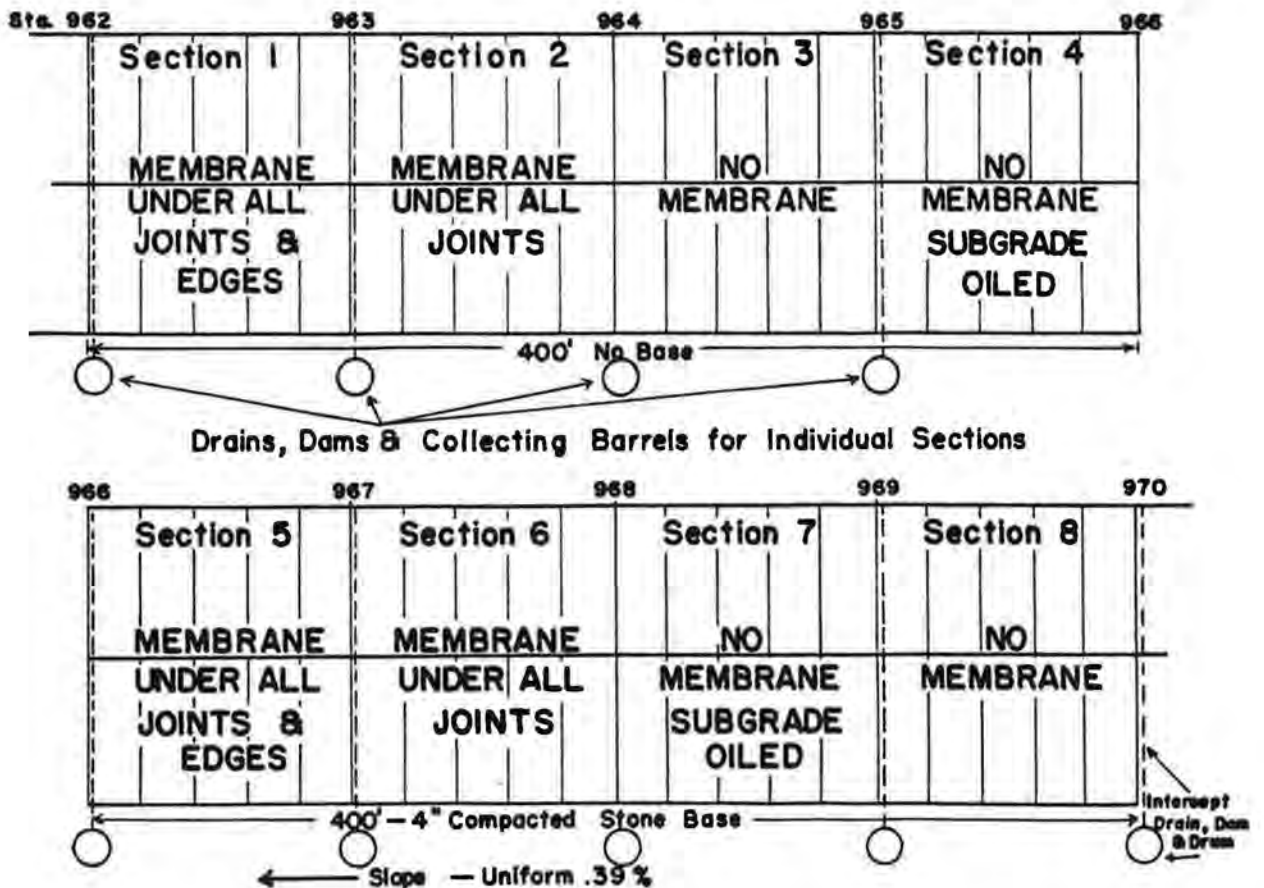 Sta. 962 963 964 965 966
Section 1 Section 2 Section 3 Section 4
MEMBRANE MEMBRANE NO NO
UNDER ALL UNDER ALL MEMBRANE MEMBRANE
JOINTS & JOINTS SUBGRADE
EDGES OILED
400' No Base
Drains, Dams & Collecting Barrels for Individual Sections
966 967 968 969 970
Section 5 Section 6 Section 7 Section 8
MEMBRANE MEMBRANE NO NO
UNDER ALL UNDER ALL MEMBRANE MEMBRANE
JOINTS & JOINTS SUBGRADE
EDGES OILED
Intersept
Drain, Dam
& Drum
400' - 4" Compacted Stone Base
Slope — Uniform .39 %